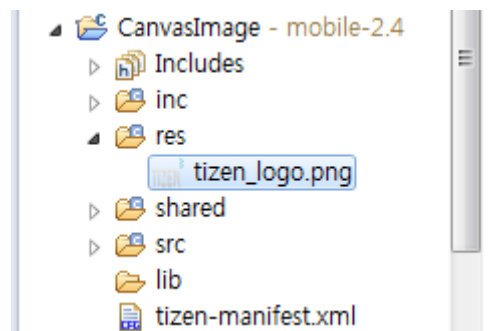 CanvasImage - mobile-2.4
Includes
inc
res
tizen_logo.png
shared
src
lib
tizen-manifest.xml